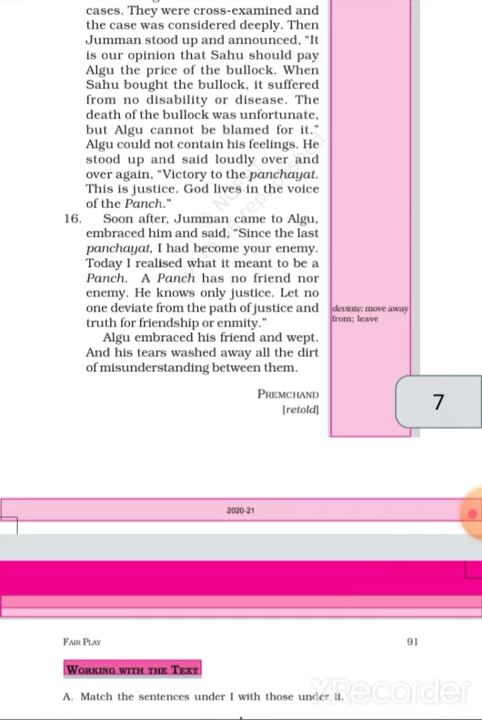 cases. They were cross-examined and
the case was considered deeply. Then
Jumman stood up and announced, “It
is our opinion that Sahu should pay
Algu the price of the bullock. When
Sahu bought the bullock, it suffered
from no disability or disease. The
death of the bullock was unfortunate,
but Algu cannot be blamed for it.”
Algu could not contain his feelings. He
stood up and said loudly over and
over again, “Victory to the panchayat.
This is justice. God lives in the voice
of the Panch.”
16. Soon after, Jumman came to Algu,
embraced him and said, “Since the last
panchayat, I had become your enemy.
Today I realised what it meant to be a
Panch. A Panch has no friend nor
enemy. He knows only justice. Let no
one deviate from the path of justice and
truth for friendship or enmity.”
deviate: move away
from; leave
Algu embraced his friend and wept.
And his tears washed away all the dirt
of misunderstanding between them.
PREMCHAND
[retold]
7
2020-21
FAIR PLAY 91
WORKING WITH THE TEXT
A. Match the sentences under I with those under II.
XRecorder